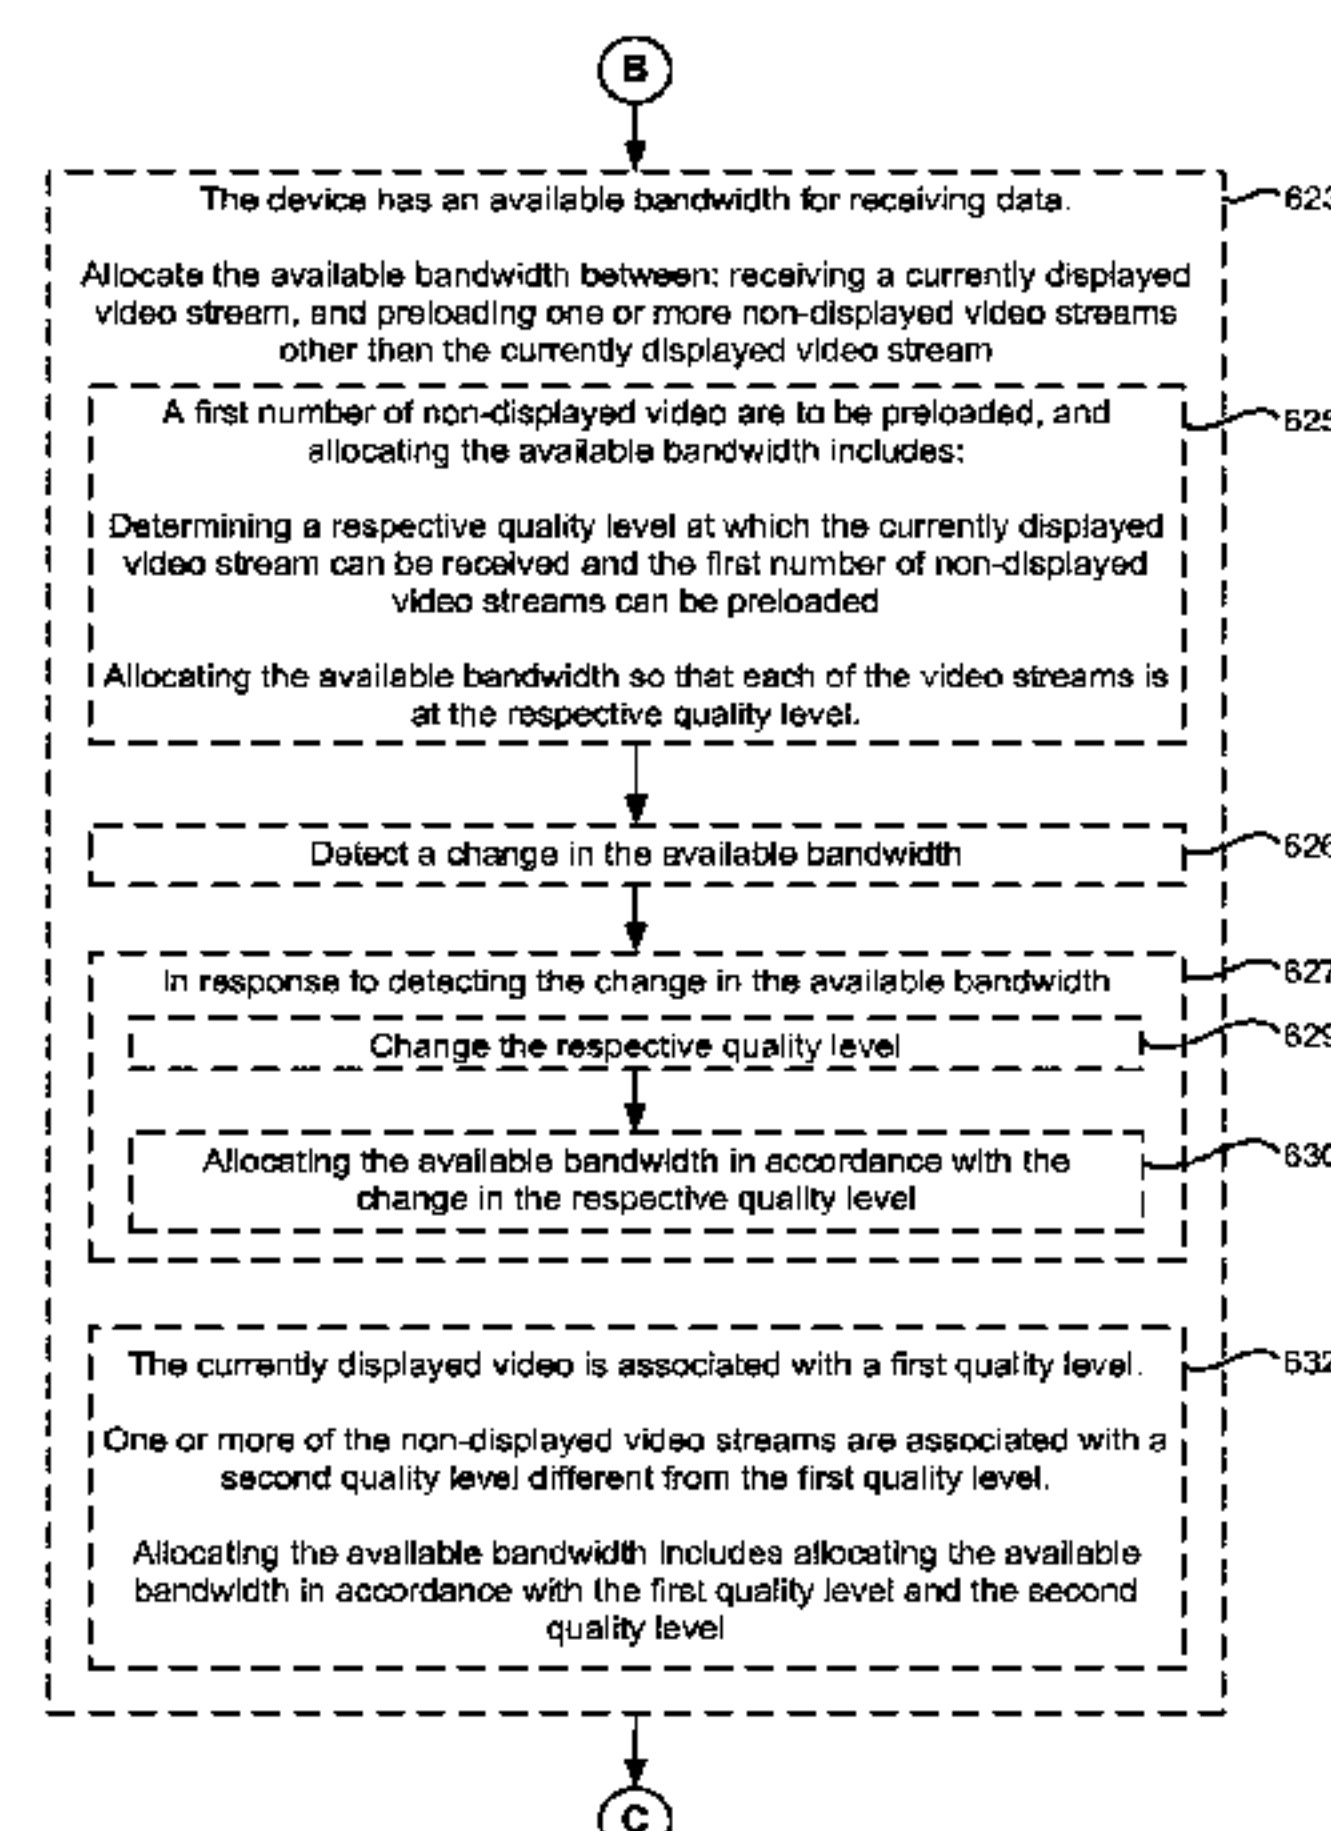 B
The device has an available bandwidth for receiving data.
623
Allocate the available bandwidth between: receiving a currently displayed
video stream, and preloading one or more non-displayed video streams
other than the currently displayed video stream
A first number of non-displayed video are to be preloaded, and
625
allocating the available bandwidth includes:
Determining a respective quality level at which the currently displayed
video stream can be received and the first number of non-displayed
video streams can be preloaded
Allocating the available bandwidth so that each of the video streams is
at the respective quality level.
Detect a change in the available bandwidth
626
In response to detecting the change in the available bandwidth
627
Change the respective quality level
629
Allocating the available bandwidth in accordance with the
630
change in the respective quality level
The currently displayed video is associated with a first quality level.
632
One or more of the non-displayed video streams are associated with a
second quality level different from the first quality level.
Allocating the available bandwidth includes allocating the available
bandwidth in accordance with the first quality level and the second
quality level
C